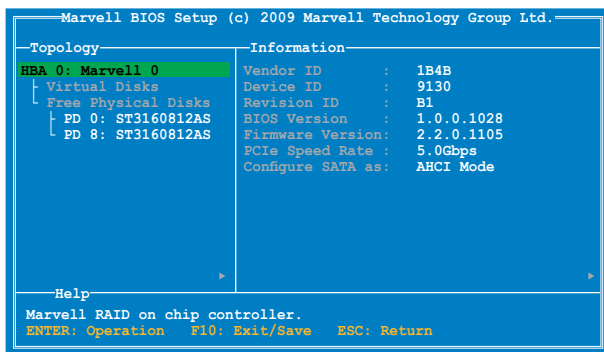 Marvell BIOS Setup (c) 2009 Marvell Technology Group Ltd.
Topology
HBA 0: Marvell 0
Virtual Disks
Free Physical Disks
PD 0: ST3160812AS
PD 8: ST3160812AS
Information
Vendor ID : 1B4B
Device ID : 9130
Revision ID : B1
BIOS Version : 1.0.0.1028
Firmware Version: 2.2.0.1105
PCIe Speed Rate : 5.0Gbps
Configure SATA as: AHCI Mode
Help
Marvell RAID on chip controller.
ENTER: Operation F10: Exit/Save ESC: Return